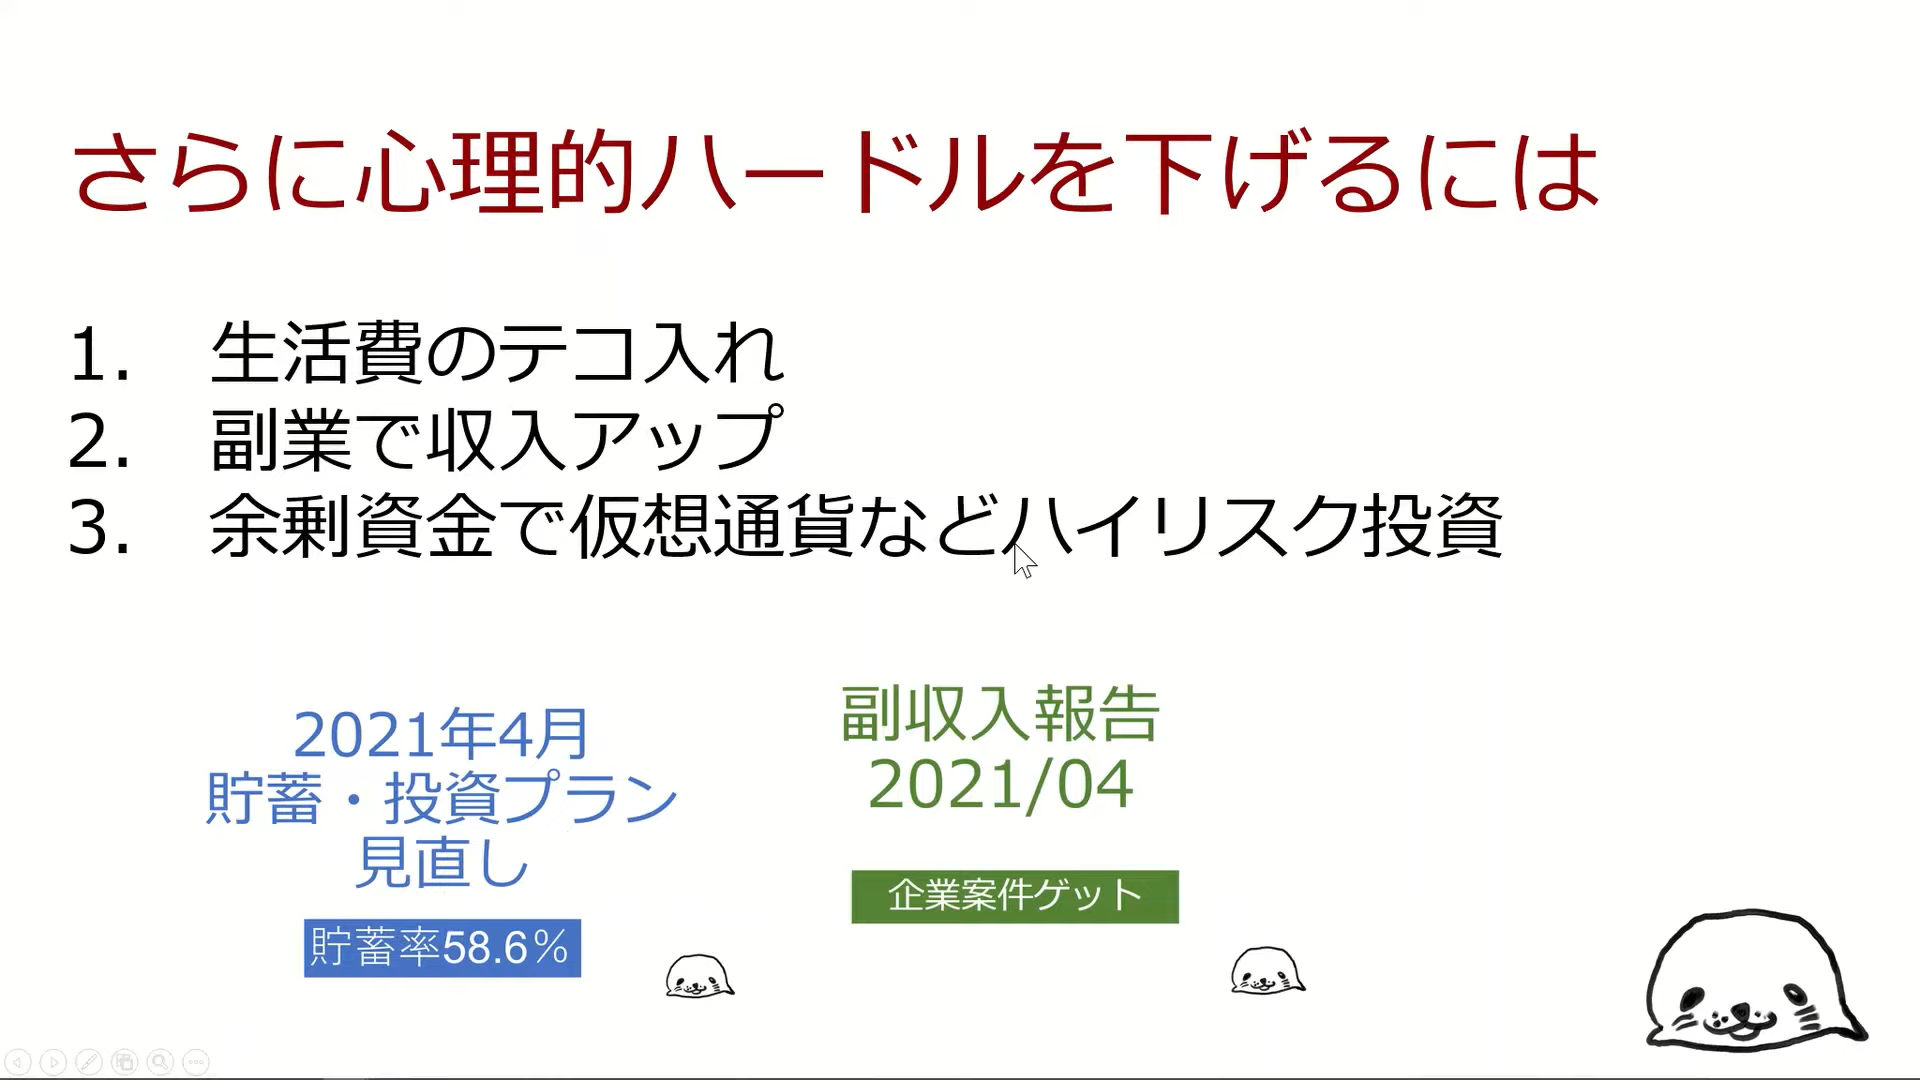 さらに心理的ハードルを下げるには
1. 生活費のテコ入れ
2. 副業で収入アップ
3. 余剰資金で仮想通貨などハイリスク投資
2021年4月
貯蓄・投資プラン
見直し
貯蓄率58.6%
副収入報告
2021/04
企業案件ゲット